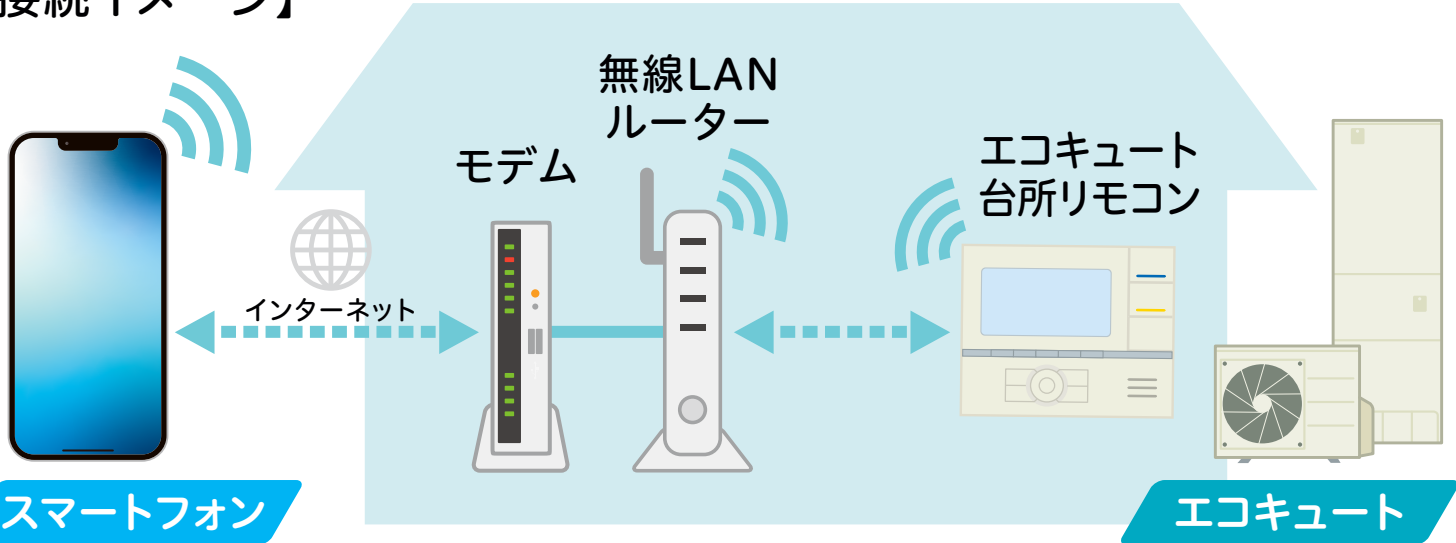 接続イメージ】
無線LAN
ルーター
モデム
エコキュート
台所リモコン
インターネット
スマートフォン
エコキュート